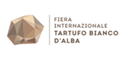 FIERA
INTERNAZIONALE
TARTUFO BIANCO
D'ALBA